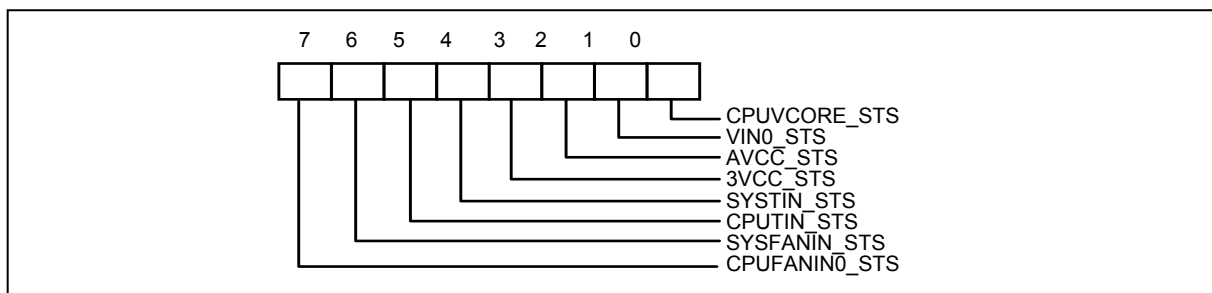 7 6 5 4 3 2 1 0
CPUVCORE_STS
VIN0_STS
AVCC_STS
3VCC_STS
SYSTIN_STS
CPUTIN_STS
SYSFANIN_STS
CPUFANIN0_STS